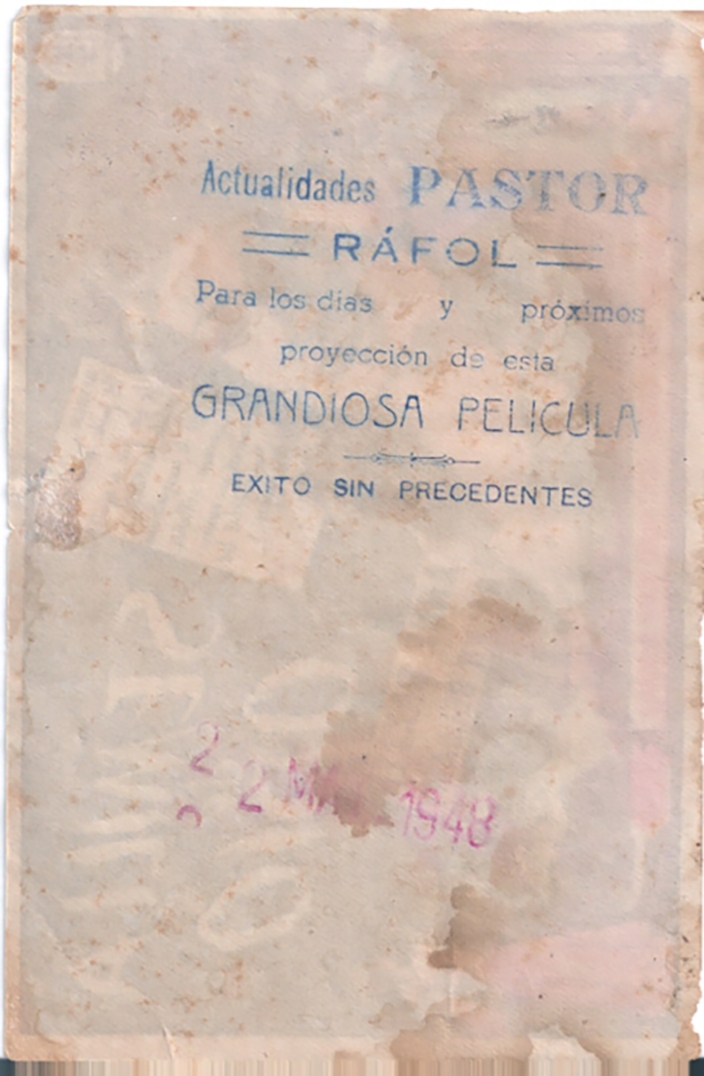 Actualidades PASTOR
RÁFOL
Para los días y próximos
proyección de esta
GRANDIOSA PELICULA
EXITO SIN PRECEDENTES
2
2 1948